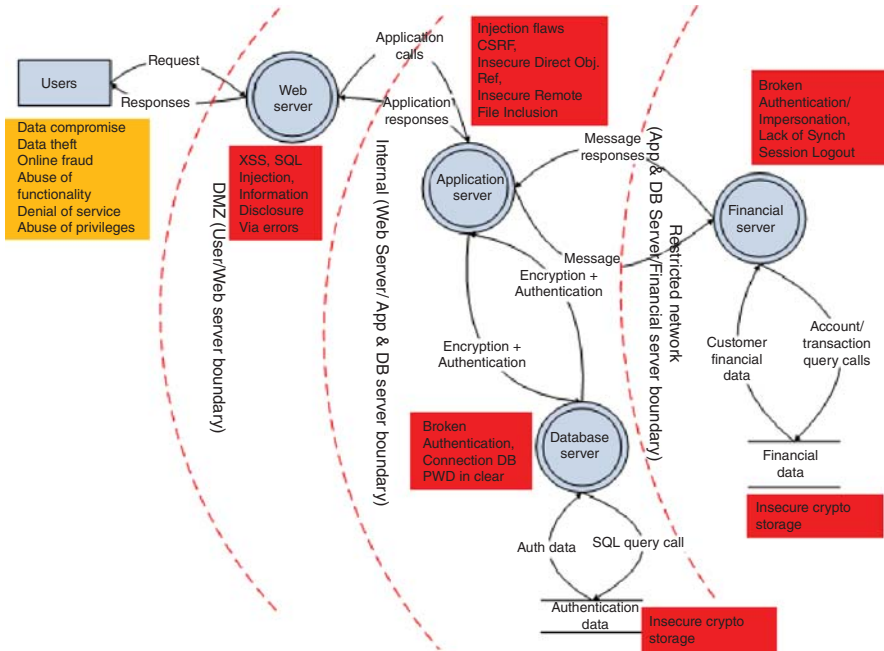 Users
Request
Responses
Data compromise
Data theft
Online fraud
Abuse of
functionality
Denial of service
Abuse of privileges
DMZ (User/Web server boundary)
Web
server
XSS, SQL
Injection,
Information
Disclosure
Via errors
Application
calls
Application
responses
Internal (Web Server/ App & DB server boundary)
Injection flaws
CSRF,
Insecure Direct Obj.
Ref,
Insecure Remote
File Inclusion
Application
server
Message
responses
Message
Encryption +
Authentication
Encryption +
Authentication
Restricted network
(App & DB Server/Financial server boundary)
Broken
Authentication/
Impersonation,
Lack of Synch
Session Logout
Financial
server
Customer
financial
data
Account/
transaction
query calls
Financial
data
Insecure crypto
storage
Broken
Authentication,
Connection DB
PWD in clear
Database
server
Auth data
SQL query call
Authentication
data
Insecure crypto
storage